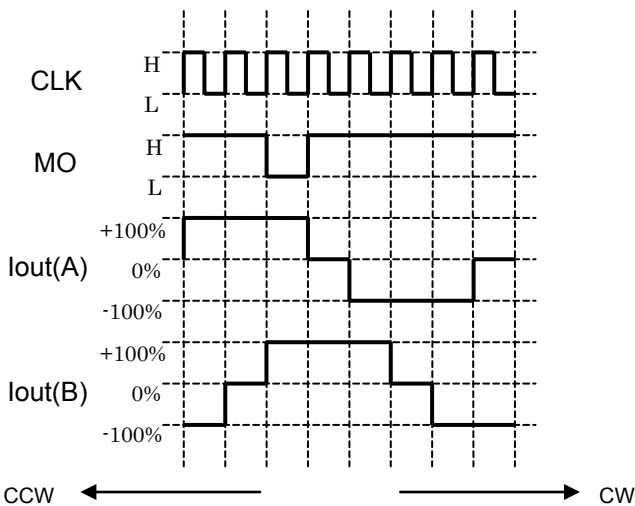 CLK
H
L
MO
H
L
Iout(A)
+100%
0%
-100%
Iout(B)
+100%
0%
-100%
CCW
CW